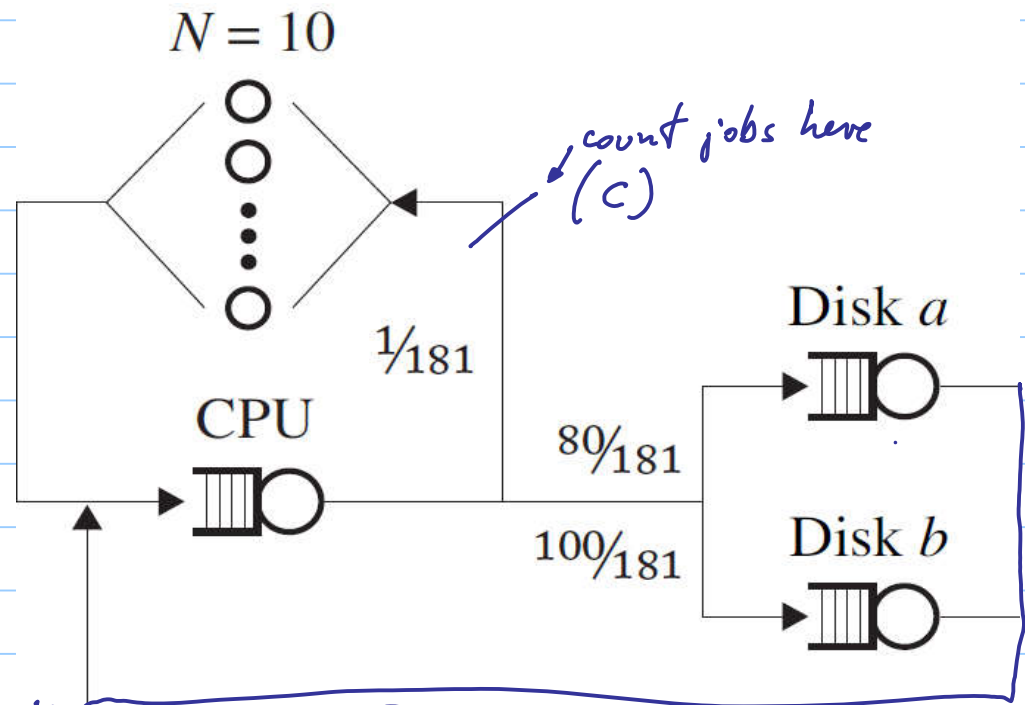 N = 10
count jobs here
(C)
1/181
Disk a
CPU
80/181
100/181
Disk b